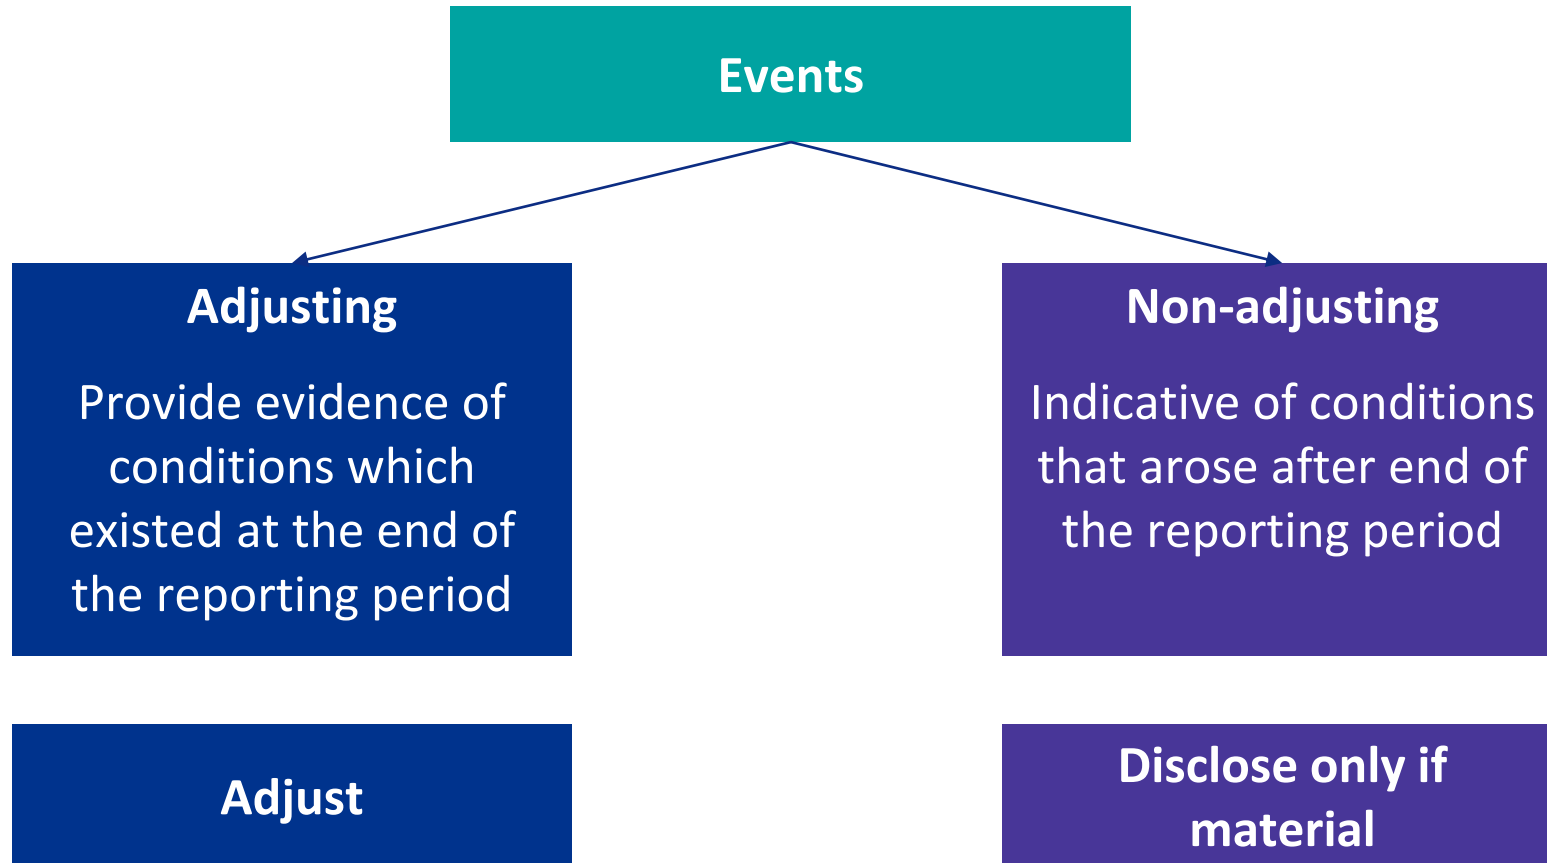 Events
Adjusting
Provide evidence of
conditions which
existed at the end of
the reporting period
Non-adjusting
Indicative of conditions
that arose after end of
the reporting period
Adjust
Disclose only if
material